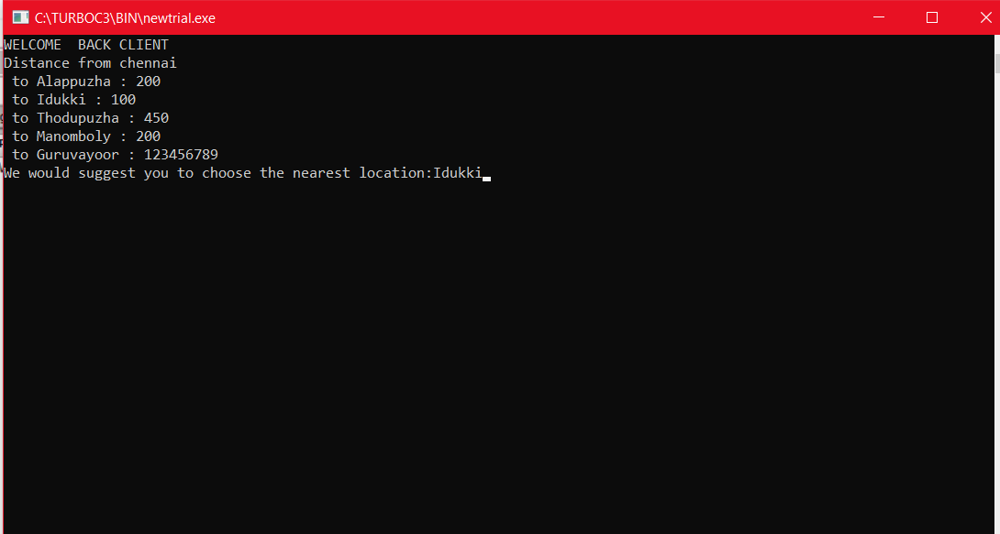 C:\TURBOC3\BIN\newtrial.exe
WELCOME  BACK CLIENT
Distance from chennai
 to Alappuzha : 200
 to Idukki : 100
 to Thodupuzha : 450
 to Manomboly : 200
 to Guruvayoor : 123456789
We would suggest you to choose the nearest location:Idukki